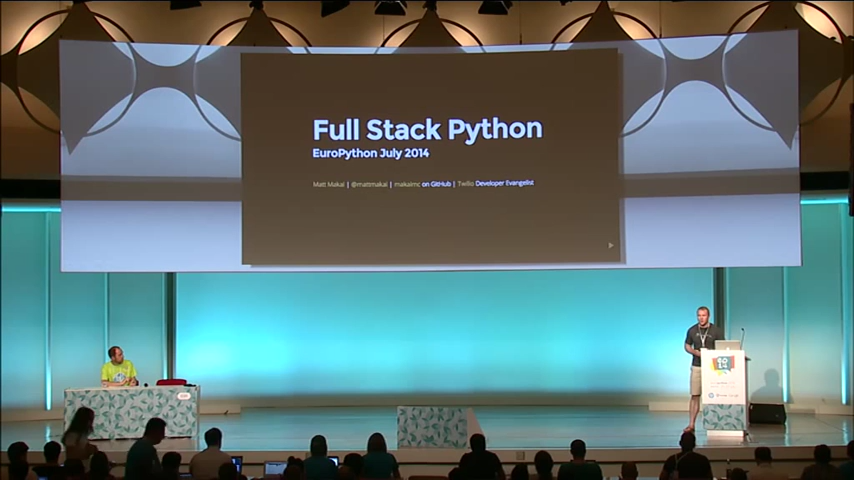 Full Stack Python
EuroPython July 2014
Matt Makai | @mattmakai | makaimc on GitHub | Twilio Developer Evangelist